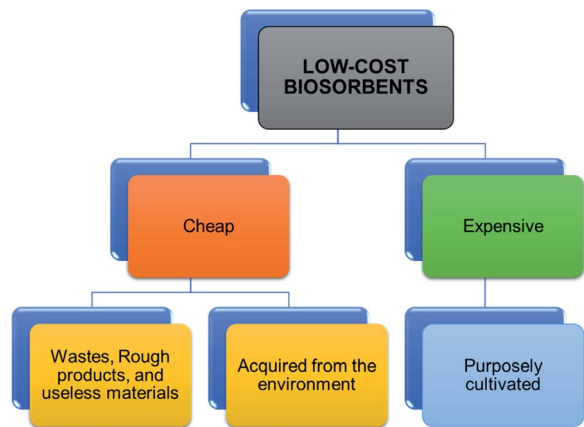 LOW-COST
BIOSORBENTS
Cheap
Expensive
Wastes, Rough
products, and
useless materials
Acquired from the
environment
Purposely
cultivated